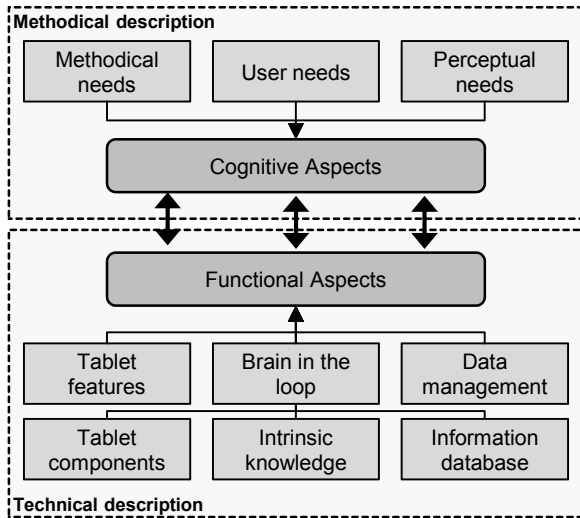 Methodical description
Methodical
needs
User needs
Perceptual
needs
Cognitive Aspects
Functional Aspects
Tablet
features
Brain in the
loop
Data
management
Tablet
components
Intrinsic
knowledge
Information
database
Technical description